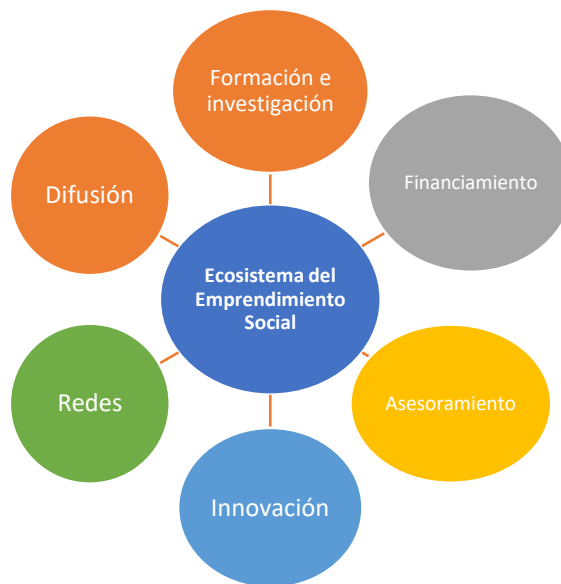 Formación e
investigación
Financiamiento
Difusión
Ecosistema del
Emprendimiento
Social
Redes
Asesoramiento
Innovación